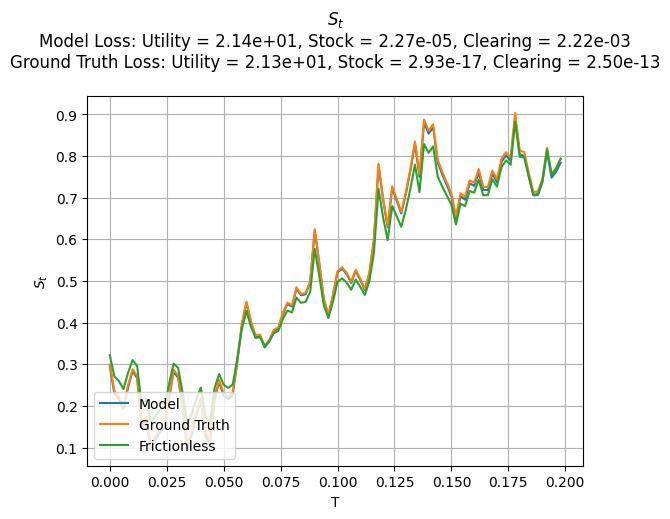 S_t
Model Loss: Utility = 2.14e+01, Stock = 2.27e-05, Clearing = 2.22e-03
Ground Truth Loss: Utility = 2.13e+01, Stock = 2.93e-17, Clearing = 2.50e-13
0.9
0.8
0.7
0.6
0.5
0.4
0.3
0.2
0.1
S_t
Model
Ground Truth
Frictionless
0.000 0.025 0.050 0.075 0.100 0.125 0.150 0.175 0.200
T